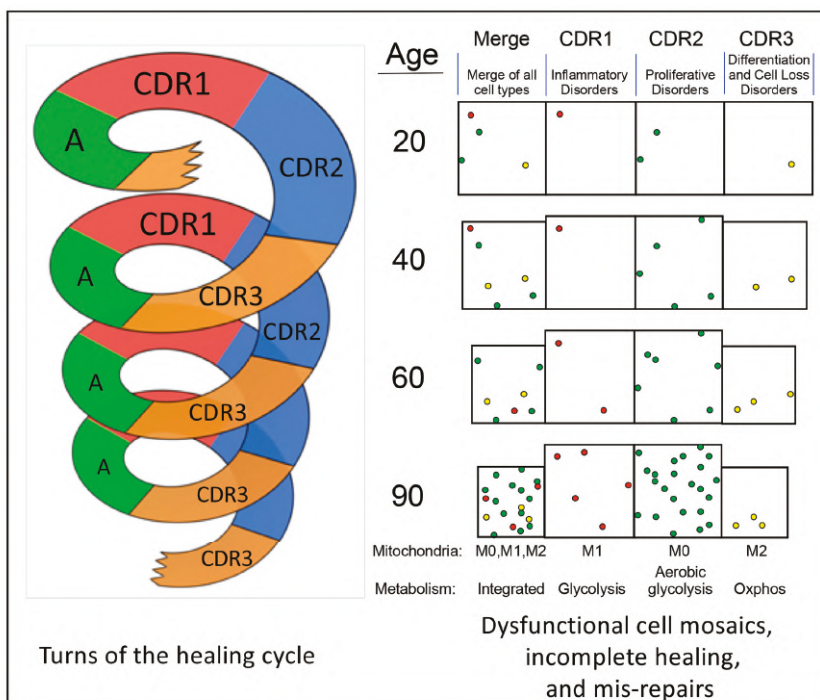 CDR1
A
CDR2
CDR1
A
CDR3
CDR2
A
CDR3
A
CDR3
CDR3
Turns of the healing cycle
Age
Merge CDR1 CDR2 CDR3
Merge of all cell types
Inflammatory Disorders
Proliferative Disorders
Differentiation and Cell Loss Disorders
20
40
60
90
Mitochondria: M0,M1,M2 M1 M0 M2
Metabolism: Integrated Glycolysis Aerobic glycolysis Oxphos
Dysfunctional cell mosaics,
incomplete healing,
and mis-repairs